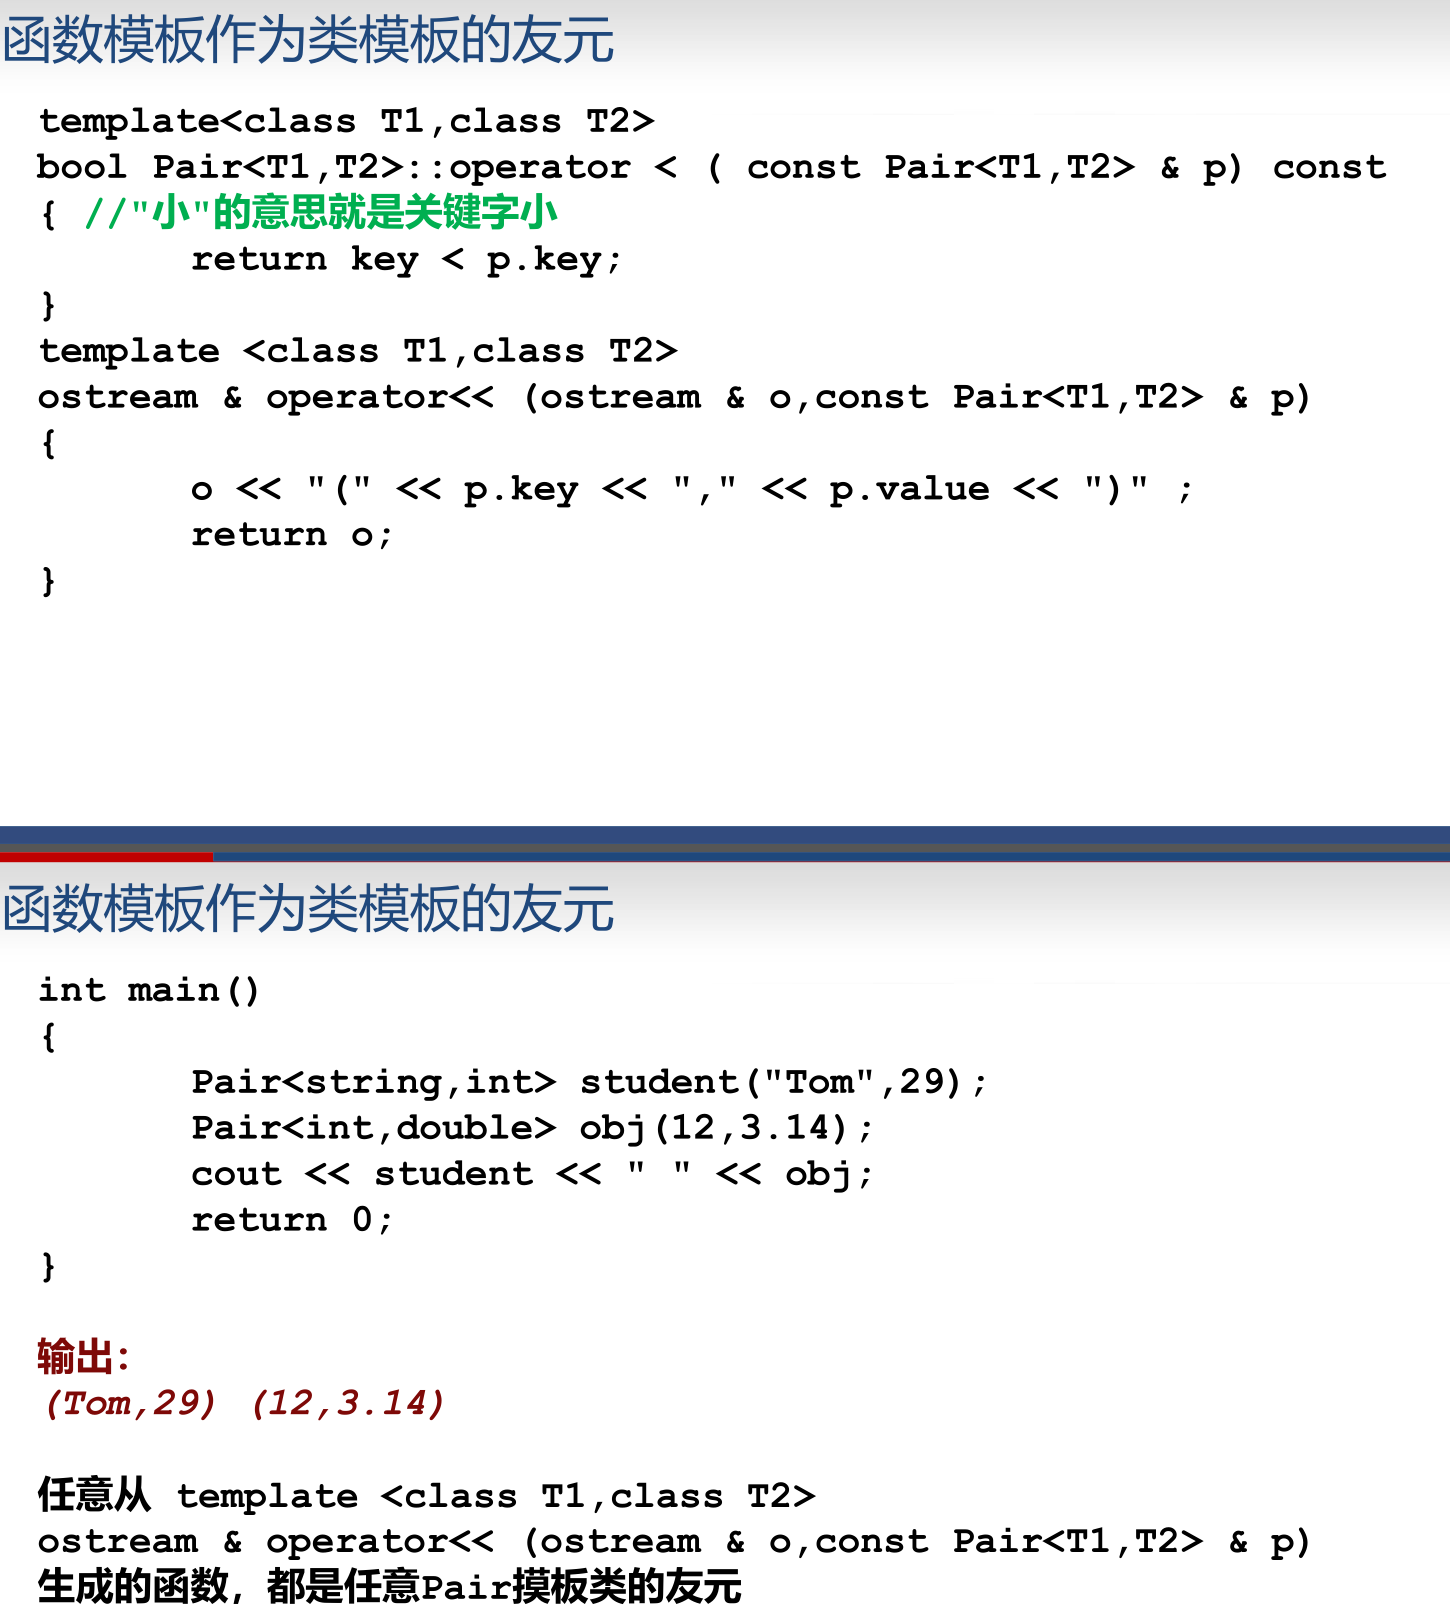 函数模板作为类模板的友元
template<class T1,class T2>
bool Pair<T1,T2>::operator < ( const Pair<T1,T2> & p) const
{ //"小"的意思就是关键字小
return key < p.key;
}
template <class T1,class T2>
ostream & operator<< (ostream & o,const Pair<T1,T2> & p)
{
o << "(" << p.key << "," << p.value << ")" ;
return o;
}
函数模板作为类模板的友元
int main()
{
Pair<string,int> student("Tom",29);
Pair<int,double> obj(12,3.14);
cout << student << " " << obj;
return 0;
}
输出：
(Tom,29) (12,3.14)
任意从 template <class T1,class T2>
ostream & operator<< (ostream & o,const Pair<T1,T2> & p)
生成的函数，都是任意Pair摸板类的友元